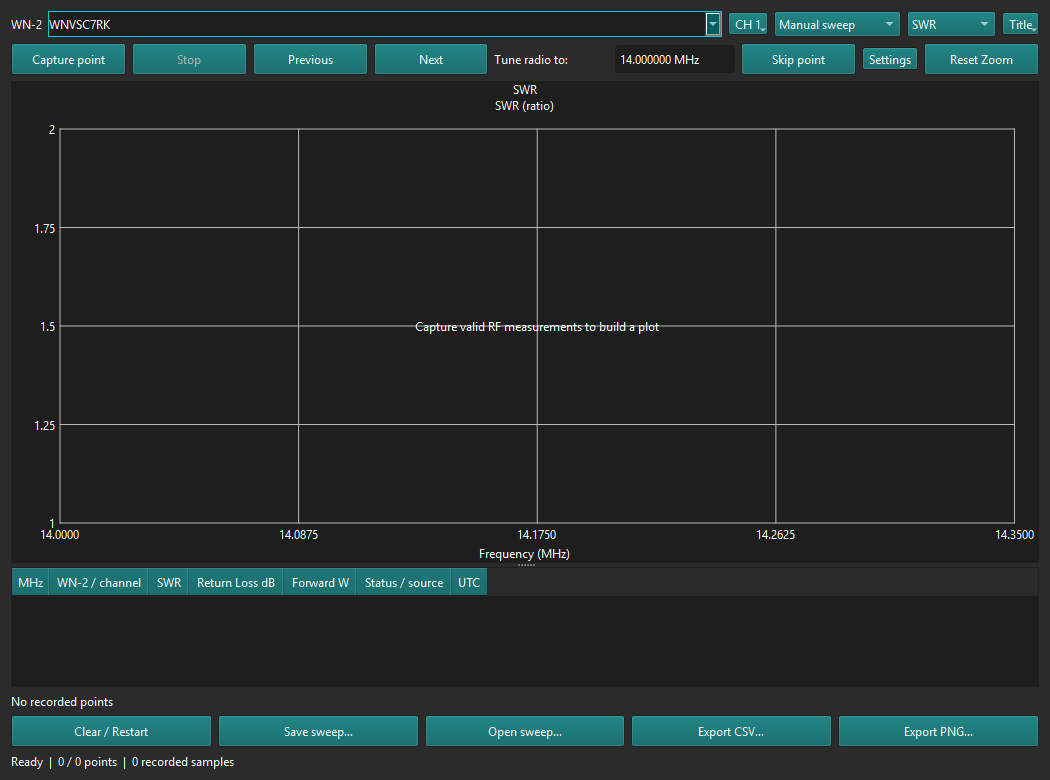 WN-2 WNVSC7RK CH 1 Manual sweep SWR Title
Capture point Stop Previous Next Tune radio to: 14.000000 MHz Skip point Settings Reset Zoom
SWR
SWR (ratio)
2
1.75
1.5
Capture valid RF measurements to build a plot
1.25
1
14.0000 14.0875 14.1750 14.2625 14.3500
Frequency (MHz)
MHz WN-2 / channel SWR Return Loss dB Forward W Status / source UTC
No recorded points
Clear / Restart Save sweep... Open sweep... Export CSV... Export PNG...
Ready | 0 / 0 points | 0 recorded samples